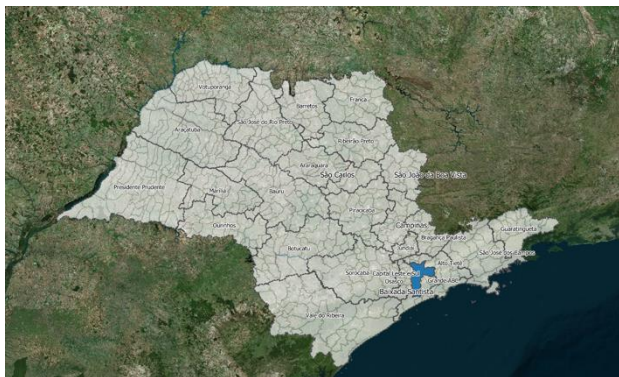 Votuporanga
Barretos
Franca
São José do Rio Preto
Araçatuba
Ribeirão Preto
Araraquara
São Carlos
São João da Boa Vista
Presidente Prudente
Marília
Bauru
Piracicaba
Ourinhos
Campinas
Guaratinguetá
Jundiaí
Bragança Paulista
Botucatu
São José dos Campos
Sorocaba
Capital Leste
Alto Tietê
Osasco
Grande ABC
Baixada Santista
Vale do Ribeira